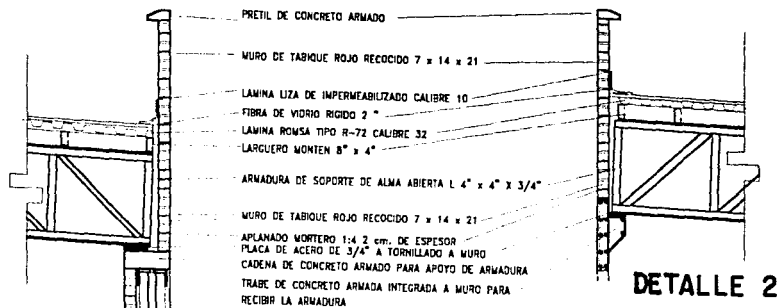 PRETIL DE CONCRETO ARMADO
MURO DE TABIQUE ROJO RECOCIDO 7 x 14 x 21
LAMINA LIZA DE IMPERMEABILIZADO CALIBRE 10
FIBRA DE VIDRIO RIGIDO 2 "
LAMINA ROMSA TIPO R-72 CALIBRE 32
LARGUERO MONTEN 8" x 4"
ARMADURA DE SOPORTE DE ALMA ABIERTA L 4" x 4" X 3/4"
MURO DE TABIQUE ROJO RECOCIDO 7 x 14 x 21
APLANADO MORTERO 1:4 2 cm. DE ESPESOR
PLACA DE ACERO DE 3/4" A TORNILLADO A MURO
CADENA DE CONCRETO ARMADO PARA APOYO DE ARMADURA
TRABE DE CONCRETO ARMADA INTEGRADA A MURO PARA
RECIBIR LA ARMADURA
DETALLE 2